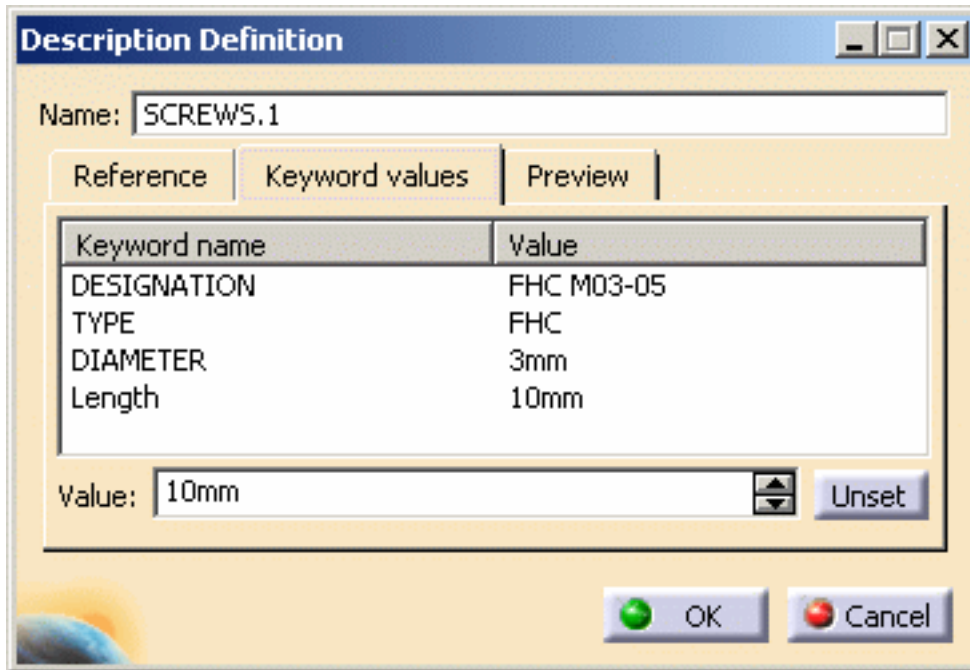 Description Definition
Name: SCREWS.1
Reference Keyword values Preview
Keyword name Value
DESIGNATION FHC M03-05
TYPE FHC
DIAMETER 3mm
Length 10mm
Value: 10mm Unset
OK Cancel